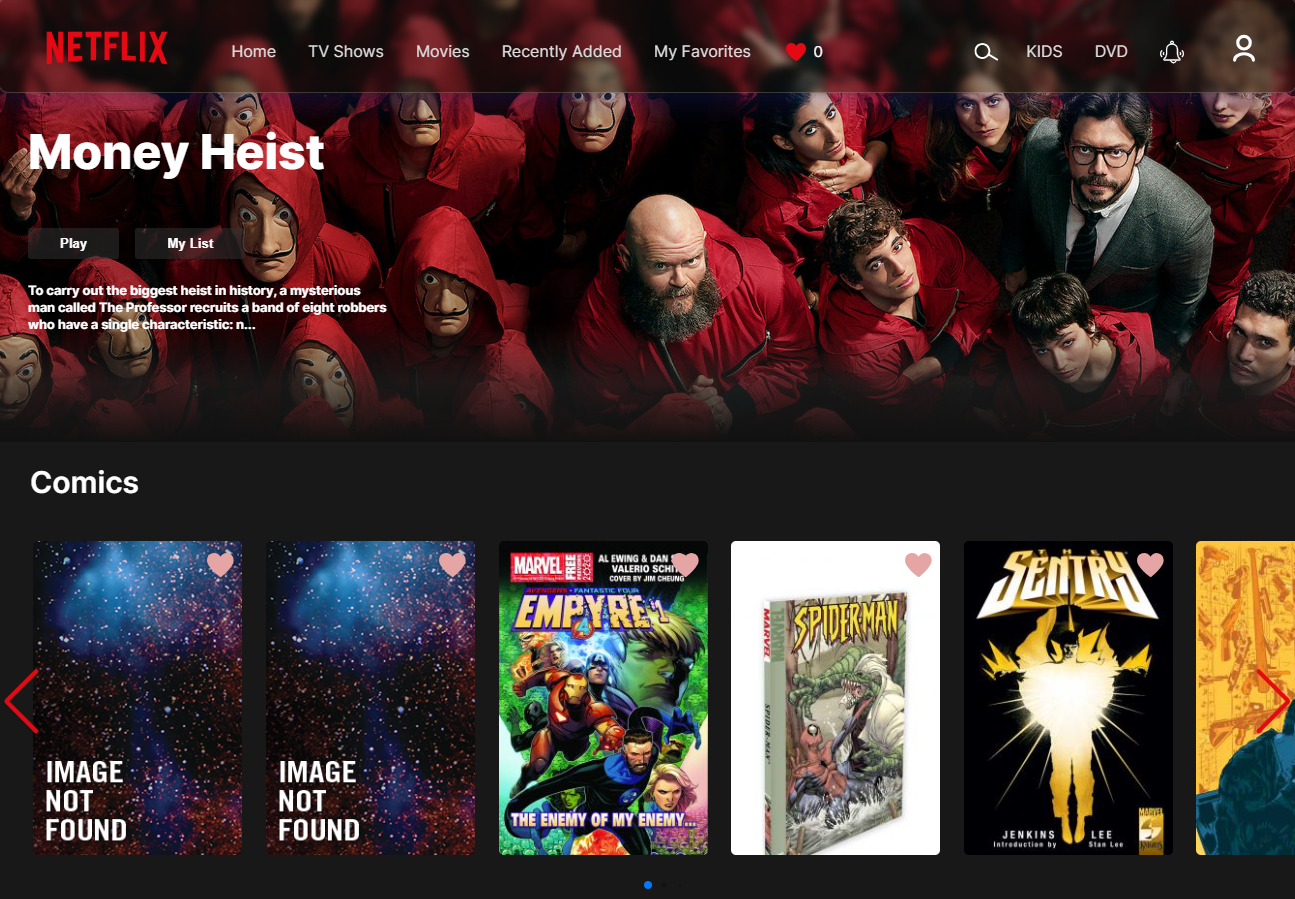 NETFLIX
Home
TV Shows
Movies
Recently Added
My Favorites
0
KIDS
DVD
Money Heist
Play
My List
To carry out the biggest heist in history, a mysterious
man called The Professor recruits a band of eight robbers
who have a single characteristic: n...
Comics
IMAGE
NOT
FOUND
IMAGE
NOT
FOUND
MARVEL
FREE
AL EWING & DAN
VALERIO SCHITI
COVER BY JIM CHEUNG
AVENGERS • FANTASTIC FOUR
EMPYRE #1
THE ENEMY OF MY ENEMY...
MARVEL
SPIDER-MAN
SPIDER-MAN
THE
SENTRY
JENKINS LEE
Introduction by Stan Lee
MARVEL
KNIGHTS